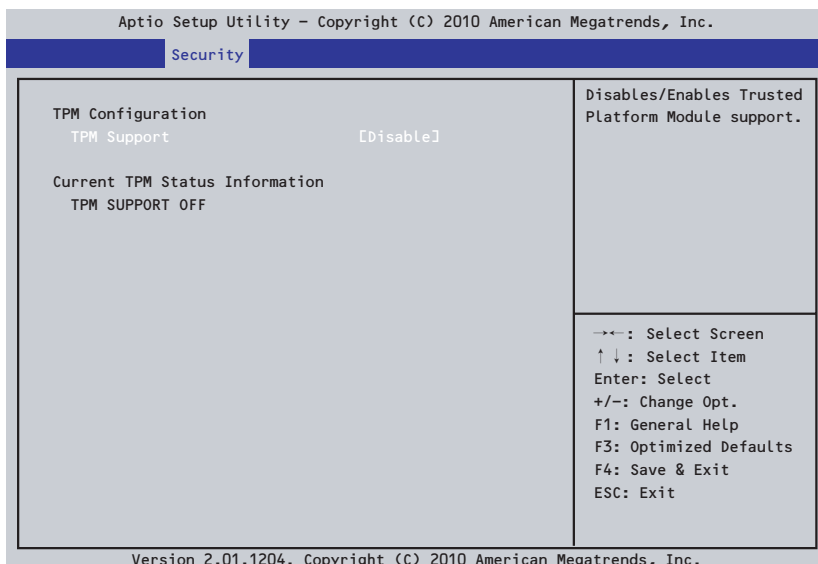 Aptio Setup Utility – Copyright (C) 2010 American Megatrends, Inc.
Security
TPM Configuration
TPM Support [Disable]
Current TPM Status Information
TPM SUPPORT OFF
Disables/Enables Trusted
Platform Module support.
→←: Select Screen
↑↓: Select Item
Enter: Select
+/-: Change Opt.
F1: General Help
F3: Optimized Defaults
F4: Save & Exit
ESC: Exit
Version 2.01.1204. Copyright (C) 2010 American Megatrends, Inc.